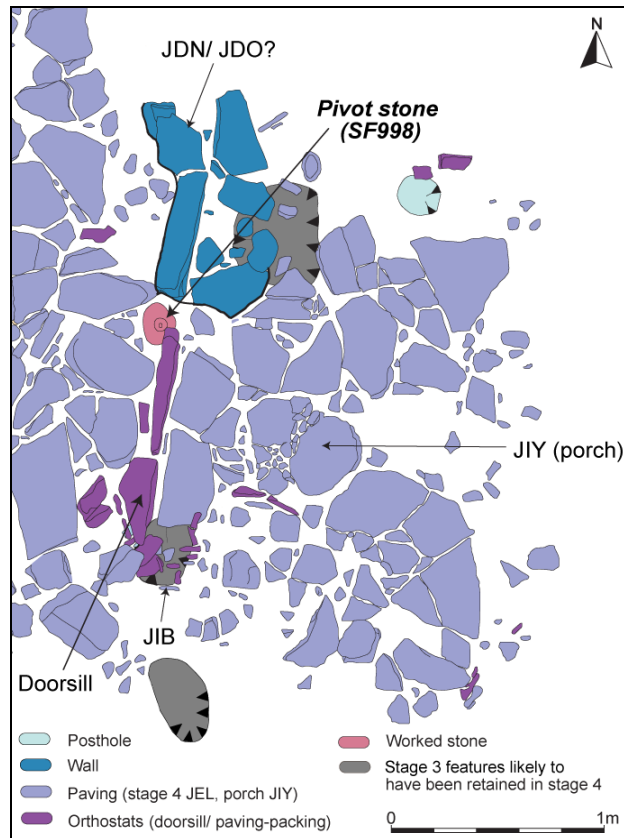 N
JDN/ JDO?
Pivot stone
(SF998)
JIY (porch)
JIB
Doorsill
Posthole
Wall
Paving (stage 4 JEL, porch JIY)
Orthostats (doorsill/ paving-packing)
Worked stone
Stage 3 features likely to
have been retained in stage 4
0 1m